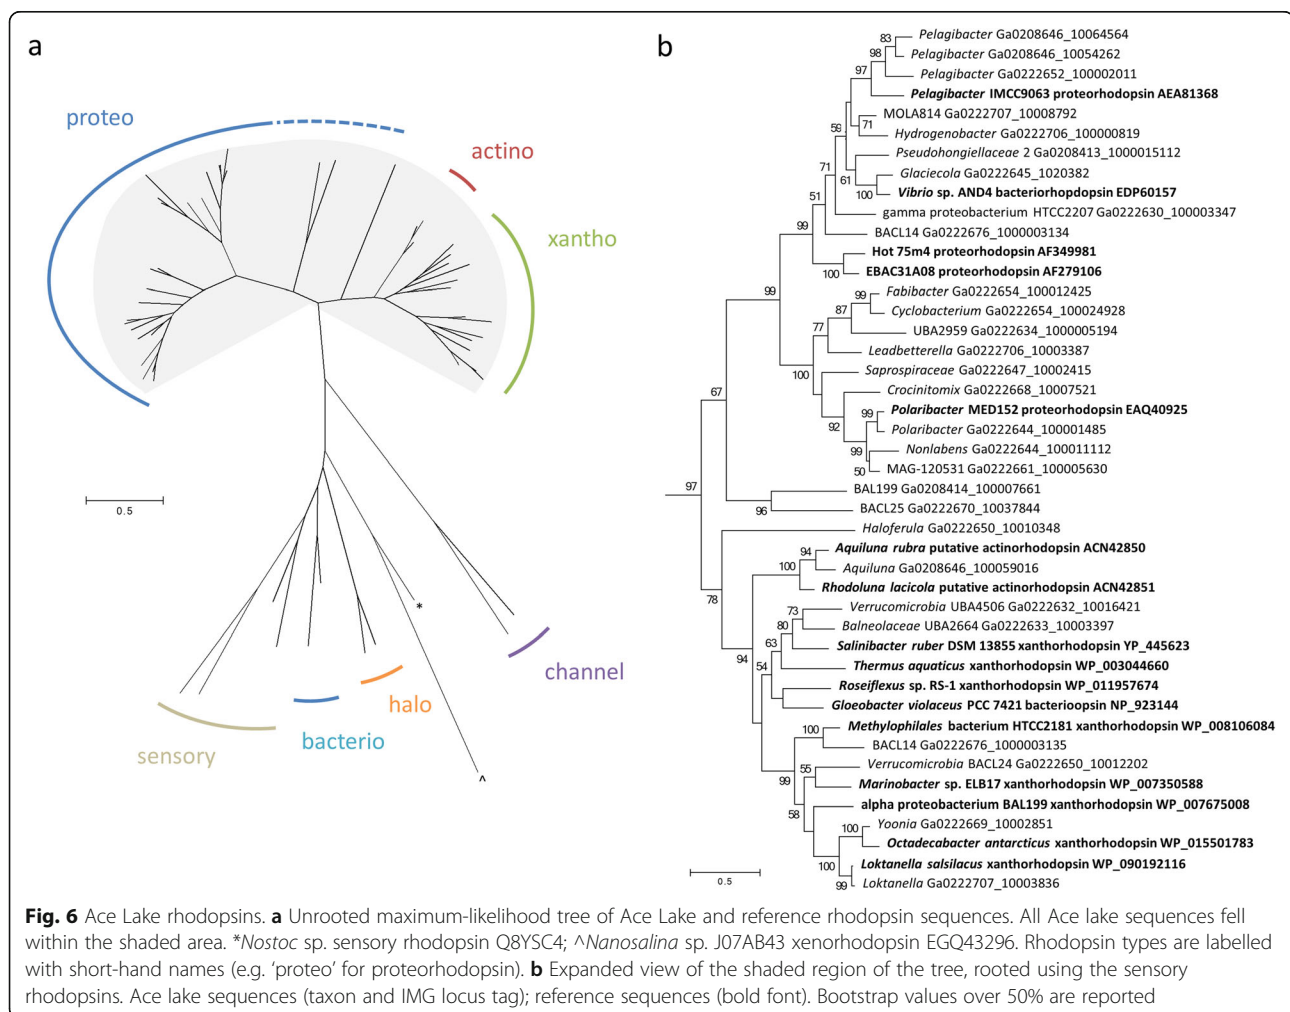 a
proteo
actino
xantho
0.5
*
channel
halo
bacterio
sensory
^
b
83
Pelagibacter Ga0208646_10064564
98
Pelagibacter Ga0208646_10054262
97
Pelagibacter Ga0222652_100002011
Pelagibacter IMCC9063 proteorhodopsin AEA81368
MOLA814 Ga0222707_10008792
59
71
Hydrogenobacter Ga0222706_100000819
Pseudohongiellaceae 2 Ga0208413_1000015112
71
Glaciecola Ga0222645_1020382
61
100
Vibrio sp. AND4 bacteriorhopdopsin EDP60157
51
gamma proteobacterium HTCC2207 Ga0222630_100003347
99
BACL14 Ga0222676_1000003134
Hot 75m4 proteorhodopsin AF349981
100
EBAC31A08 proteorhodopsin AF279106
99
99
Fabibacter Ga0222654_100012425
87
Cyclobacterium Ga0222654_100024928
77
UBA2959 Ga0222634_1000005194
Leadbetterella Ga0222706_10003387
100
Saprospiraceae Ga0222647_10002415
Crocinitomix Ga0222668_10007521
67
99
Polaribacter MED152 proteorhodopsin EAQ40925
92
Polaribacter Ga0222644_100001485
99
Nonlabens Ga0222644_100011112
50
MAG-120531 Ga0222661_100005630
97
BAL199 Ga0208414_100007661
96
BACL25 Ga0222670_10037844
Haloferula Ga0222650_10010348
94
Aquiluna rubra putative actinorhodopsin ACN42850
100
Aquiluna Ga0208646_100059016
78
Rhodoluna lacicola putative actinorhodopsin ACN42851
73
Verrucomicrobia UBA4506 Ga0222632_10016421
80
Balneolaceae UBA2664 Ga0222633_10003397
63
Salinibacter ruber DSM 13855 xanthorhodopsin YP_445623
94
54
Thermus aquaticus xanthorhodopsin WP_003044660
Roseiflexus sp. RS-1 xanthorhodopsin WP_011957674
Gloeobacter violaceus PCC 7421 bacterioopsin NP_923144
100
Methylophilales bacterium HTCC2181 xanthorhodopsin WP_008106084
BACL14 Ga0222676_1000003135
99
55
Verrucomicrobia BACL24 Ga0222650_10012202
Marinobacter sp. ELB17 xanthorhodopsin WP_007350588
58
alpha proteobacterium BAL199 xanthorhodopsin WP_007675008
100
Yoonia Ga0222669_10002851
Octadecabacter antarcticus xanthorhodopsin WP_015501783
100
Loktanella salsilacus xanthorhodopsin WP_090192116
99
Loktanella Ga0222707_10003836
0.5
Fig. 6 Ace Lake rhodopsins. a Unrooted maximum-likelihood tree of Ace Lake and reference rhodopsin sequences. All Ace lake sequences fell
within the shaded area. *Nostoc sp. sensory rhodopsin Q8YSC4; ^Nanosalina sp. J07AB43 xenorhodopsin EGQ43296. Rhodopsin types are labelled
with short-hand names (e.g. ‘proteo’ for proteorhodopsin). b Expanded view of the shaded region of the tree, rooted using the sensory
rhodopsins. Ace lake sequences (taxon and IMG locus tag); reference sequences (bold font). Bootstrap values over 50% are reported